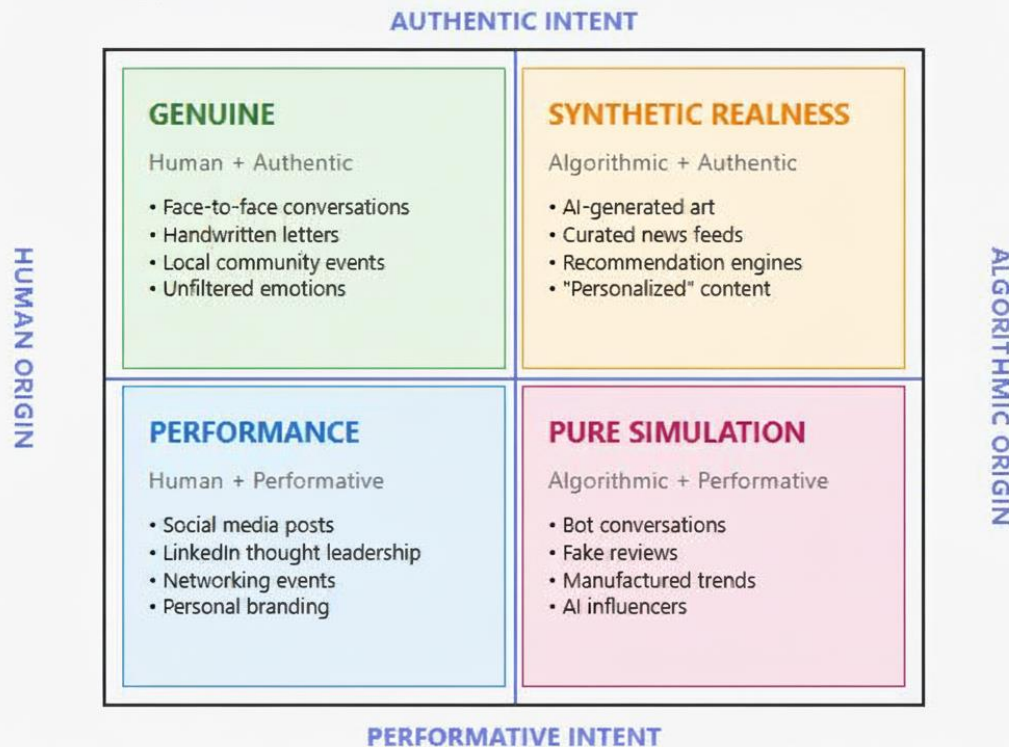 AUTHENTIC INTENT
HUMAN ORIGIN
GENUINE
Human + Authentic
• Face-to-face conversations
• Handwritten letters
• Local community events
• Unfiltered emotions
SYNTHETIC REALNESS
Algorithmic + Authentic
• AI-generated art
• Curated news feeds
• Recommendation engines
• "Personalized" content
ALGORITHMIC ORIGIN
PERFORMANCE
Human + Performative
• Social media posts
• LinkedIn thought leadership
• Networking events
• Personal branding
PURE SIMULATION
Algorithmic + Performative
• Bot conversations
• Fake reviews
• Manufactured trends
• AI influencers
PERFORMATIVE INTENT